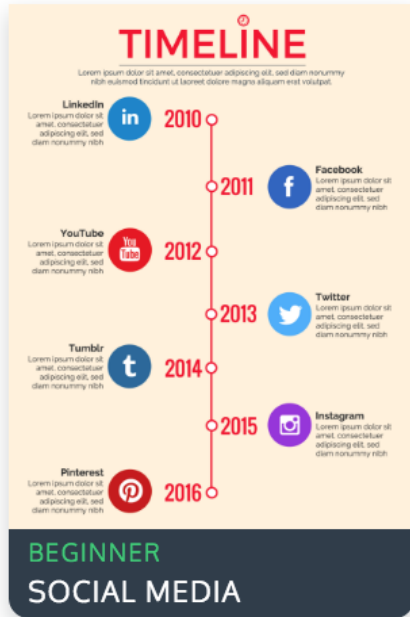 TIMELINE
Lorem ipsum dolor sit amet, consectetuer adipiscing elit, sed diam nonummy
nibh euismod tincidunt ut laoreet dolore magna aliquam erat volutpat.
LinkedIn
Lorem ipsum dolor sit
amet, consectetuer
adipiscing elit, sed
diam nonummy nibh
in
2010
2011
f
Facebook
Lorem ipsum dolor sit
amet, consectetuer
adipiscing elit, sed
diam nonummy nibh
YouTube
Lorem ipsum dolor sit
amet, consectetuer
adipiscing elit, sed
diam nonummy nibh
You
Tube
2012
2013
Twitter
Lorem ipsum dolor sit
amet, consectetuer
adipiscing elit, sed
diam nonummy nibh
Tumblr
Lorem ipsum dolor sit
amet, consectetuer
adipiscing elit, sed
diam nonummy nibh
t
2014
2015
Instagram
Lorem ipsum dolor sit
amet, consectetuer
adipiscing elit, sed
diam nonummy nibh
Pinterest
Lorem ipsum dolor sit
amet, consectetuer
adipiscing elit, sed
diam nonummy nibh
2016
BEGINNER
SOCIAL MEDIA